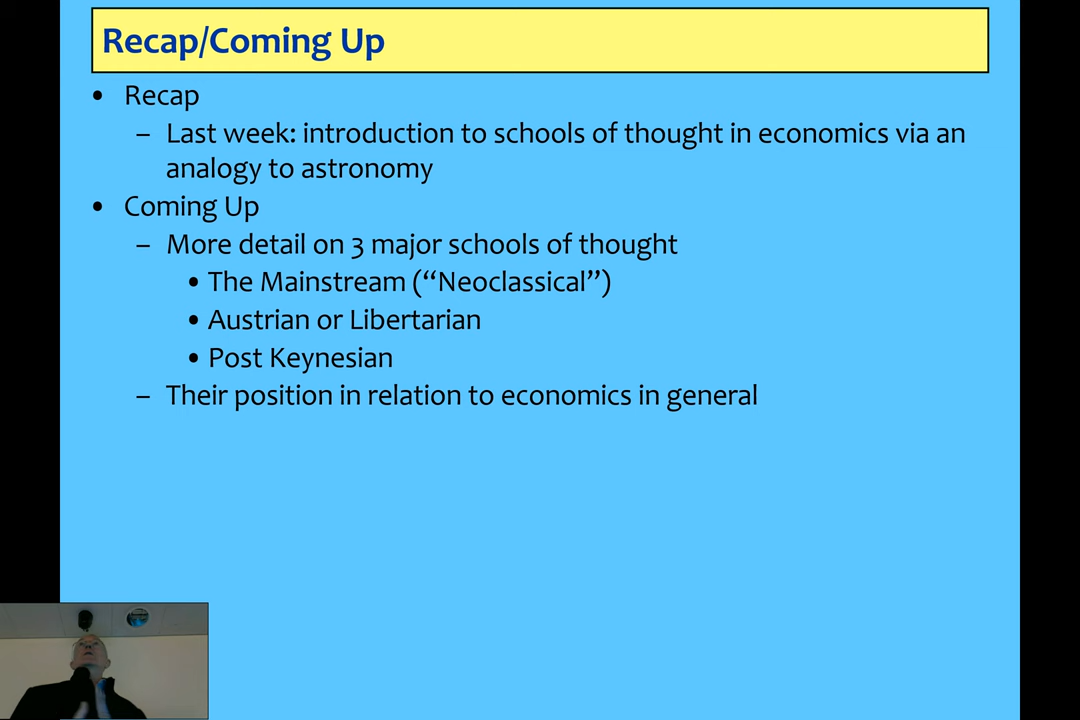 Recap/Coming Up
• Recap
– Last week: introduction to schools of thought in economics via an
analogy to astronomy
• Coming Up
– More detail on 3 major schools of thought
• The Mainstream (“Neoclassical”)
• Austrian or Libertarian
• Post Keynesian
– Their position in relation to economics in general